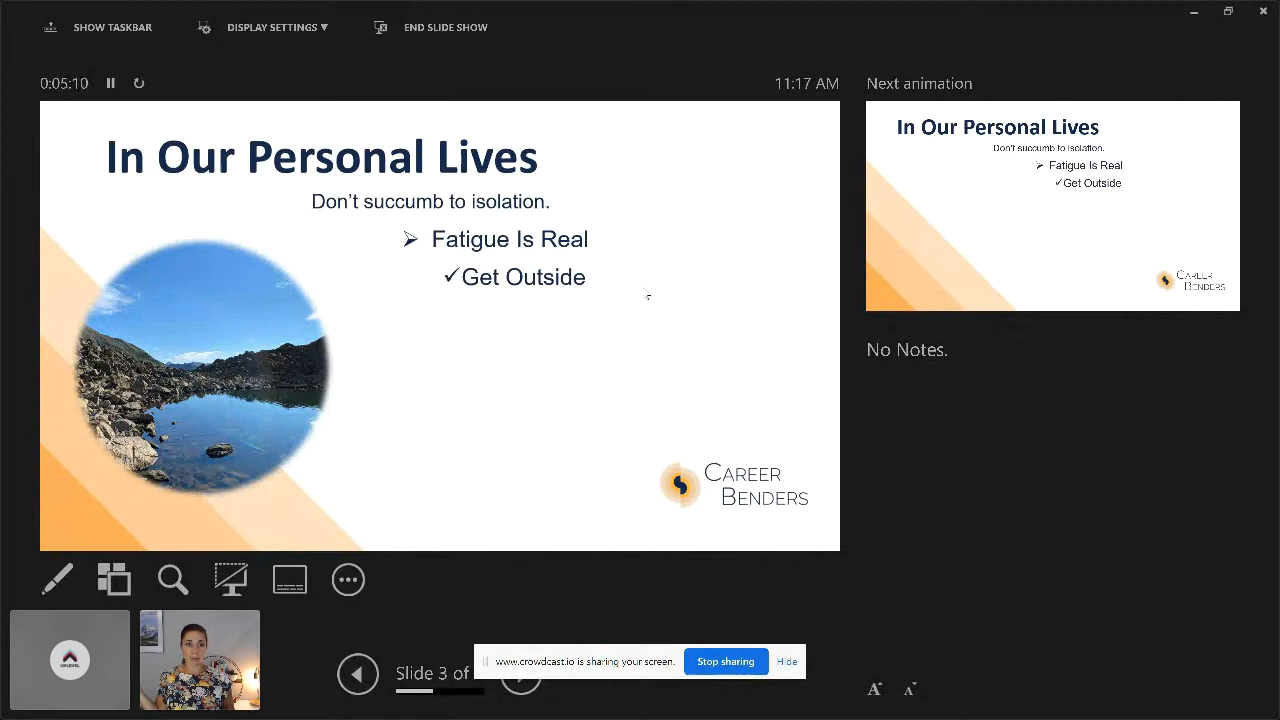 SHOW TASKBAR
DISPLAY SETTINGS ▼
END SLIDE SHOW
0:05:10
11:17 AM
Next animation
In Our Personal Lives
Don't succumb to isolation.
➢ Fatigue Is Real
✓Get Outside
CAREER
BENDERS
In Our Personal Lives
Don't succumb to isolation.
➢ Fatigue Is Real
✓Get Outside
CAREER
BENDERS
No Notes.
UPLEVEL
Slide 3 of
www.crowdcast.io is sharing your screen.
Stop sharing
Hide
A
A